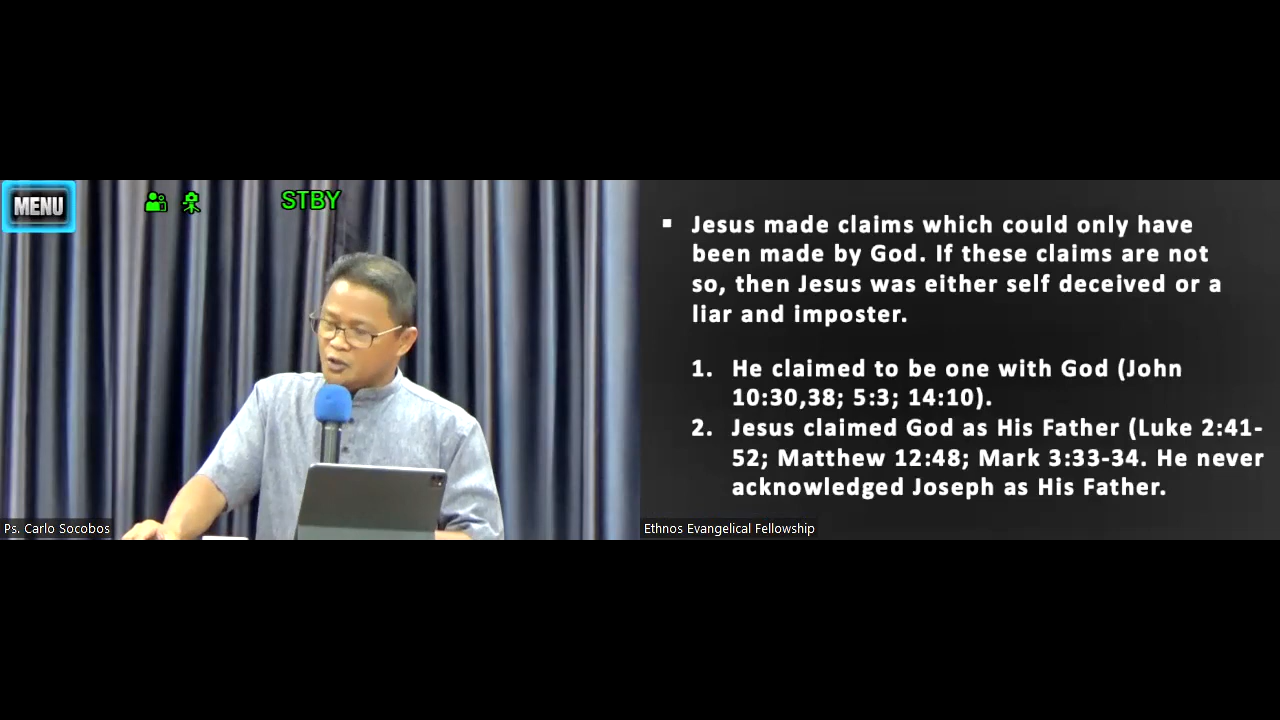 MENU
STBY
Ps. Carlo Socobos
▪ Jesus made claims which could only have
been made by God. If these claims are not
so, then Jesus was either self deceived or a
liar and imposter.
1. He claimed to be one with God (John
10:30,38; 5:3; 14:10).
2. Jesus claimed God as His Father (Luke 2:41-
52; Matthew 12:48; Mark 3:33-34. He never
acknowledged Joseph as His Father.
Ethnos Evangelical Fellowship